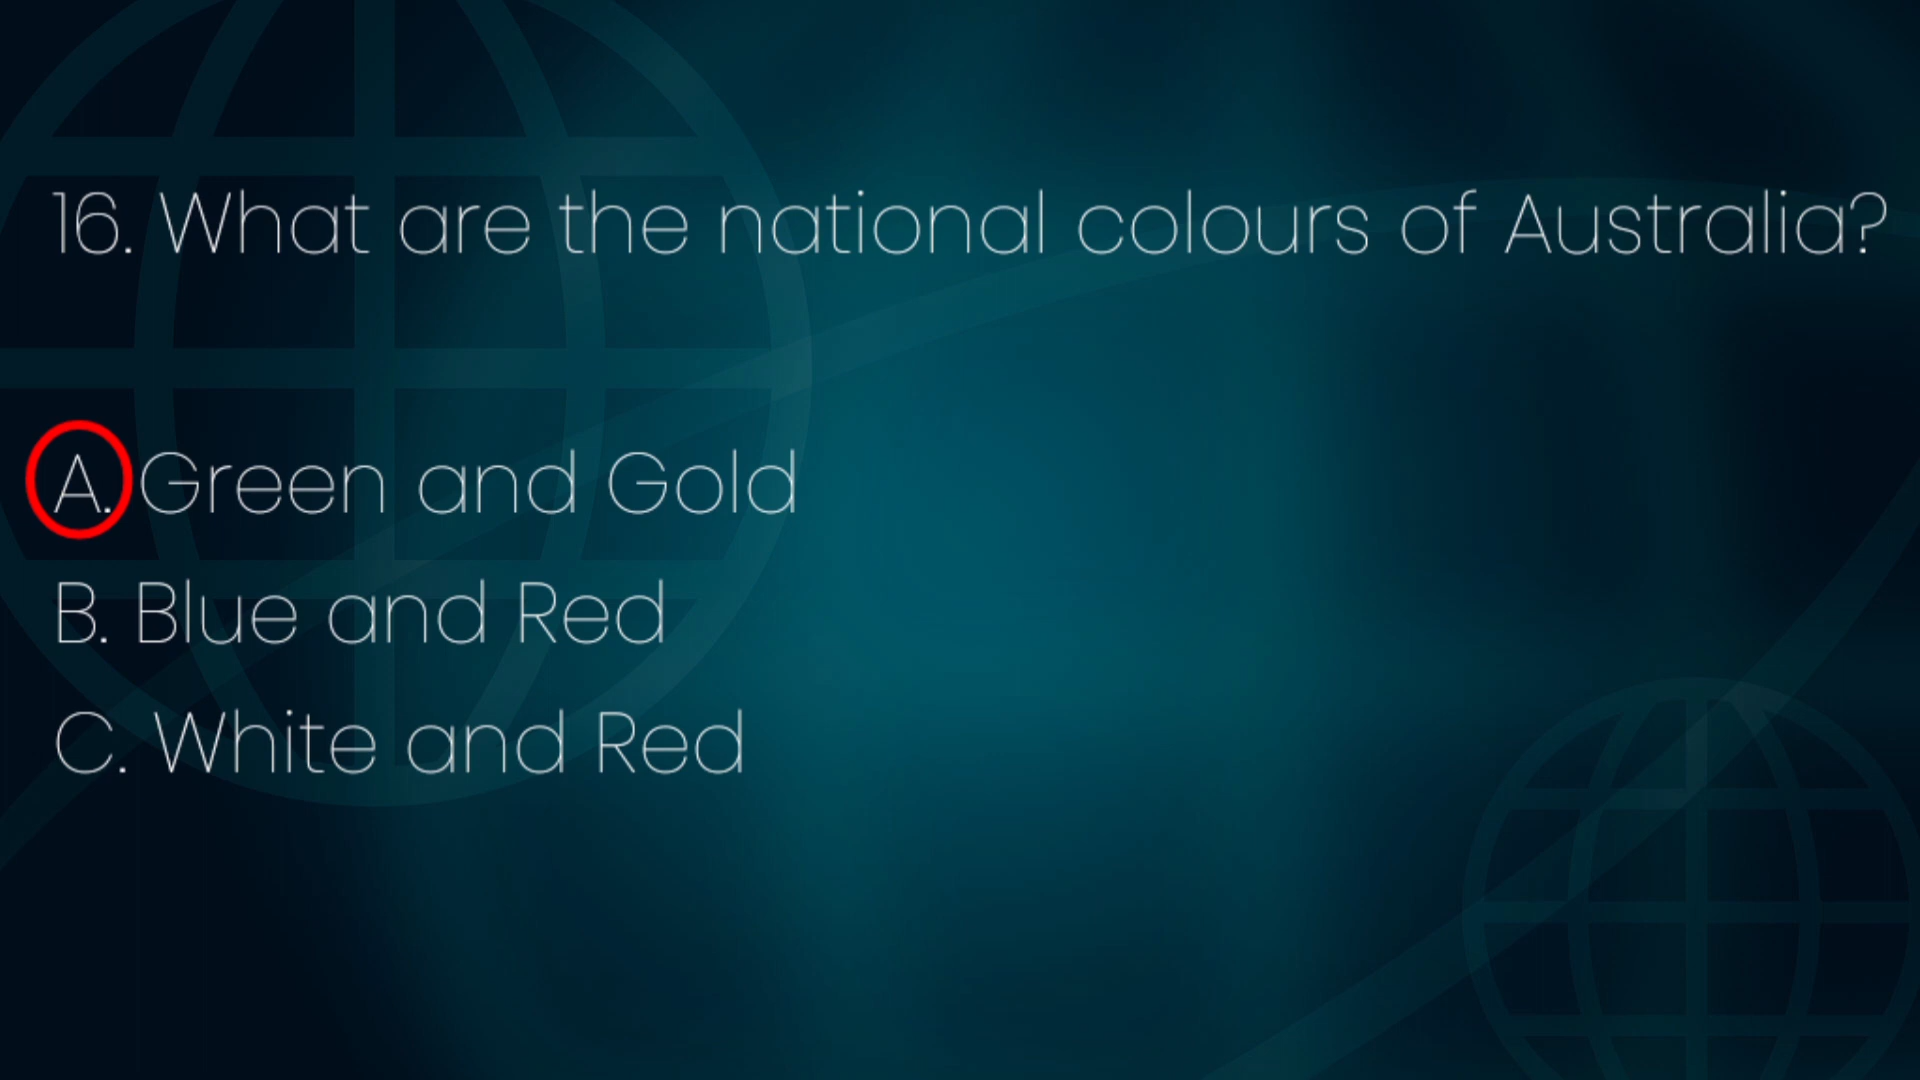 16. What are the national colours of Australia?
A. Green and Gold
B. Blue and Red
C. White and Red